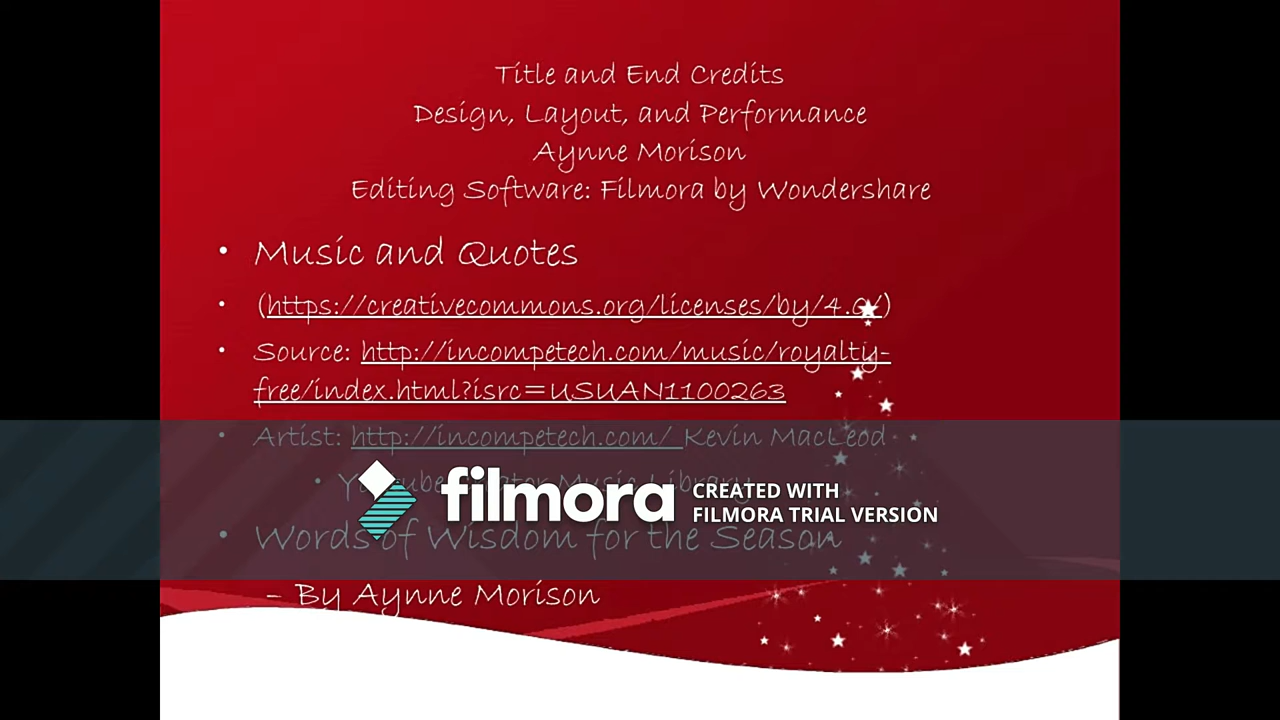 Title and End Credits
Design, Layout, and Performance
Aynne Morison
Editing Software: Filmora by Wondershare
• Music and Quotes
• (https://creativecommons.org/licenses/by/4.0/)
• Source: http://incompetech.com/music/royalty-
free/index.html?isrc=USUAN1100263
• Artist: http://incompetech.com/ Kevin MacLeod
• Library
filmora CREATED WITH
FILMORA TRIAL VERSION
• Words of Wisdom for the Season
– By Aynne Morison